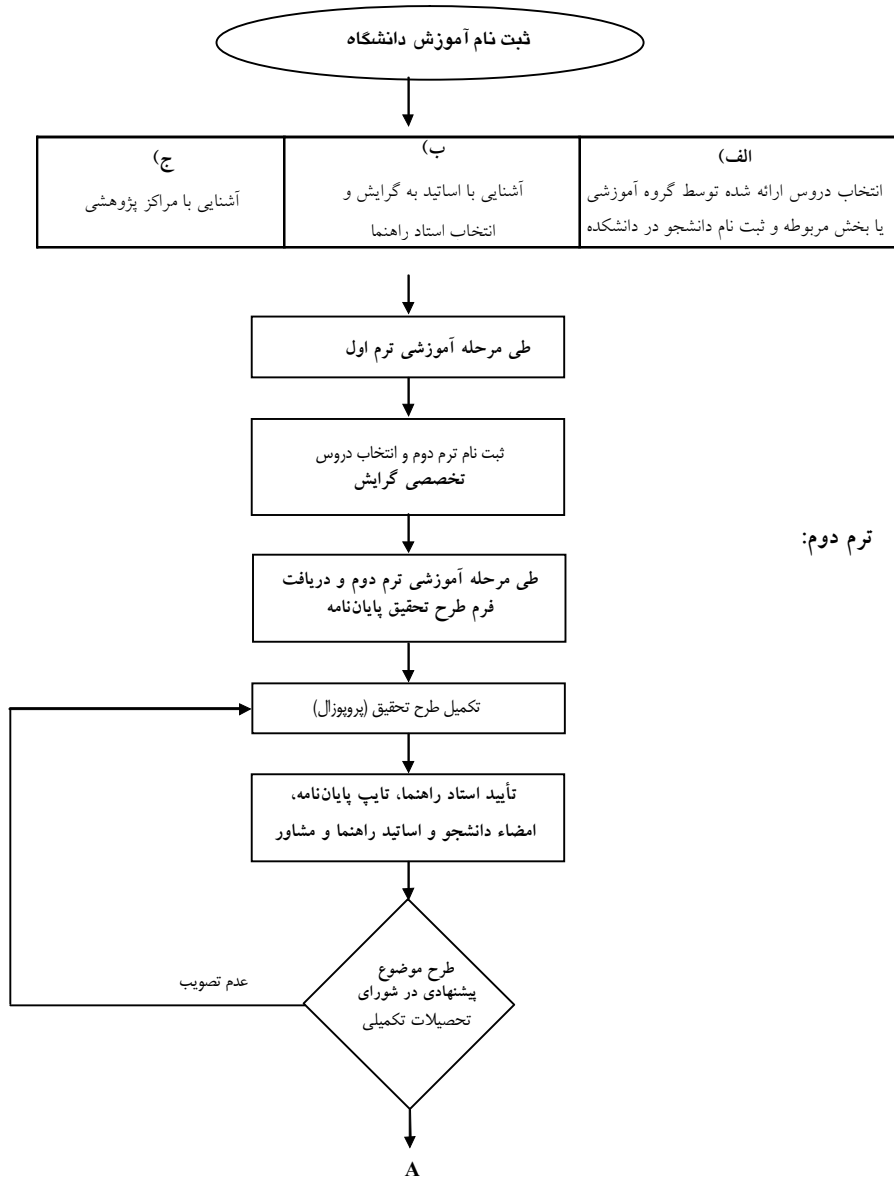 ثبت نام آموزش دانشگاه
الف)
انتخاب دروس ارائه شده توسط گروه آموزشی
یا بخش مربوطه و ثبت نام دانشجو در دانشکده
ب)
آشنایی با اساتید به گرایش و
انتخاب استاد راهنما
ج)
آشنایی با مراکز پژوهشی
طی مرحله آموزشی ترم اول
ثبت نام ترم دوم و انتخاب دروس
تخصصی گرایش
ترم دوم:
طی مرحله آموزشی ترم دوم و دریافت
فرم طرح تحقیق پایان‌نامه
تکمیل طرح تحقیق (پروپوزال)
تأیید استاد راهنما، تایپ پایان‌نامه،
امضاء دانشجو و اساتید راهنما و مشاور
طرح موضوع
پیشنهادی در شورای
تحصیلات تکمیلی
عدم تصویب
A